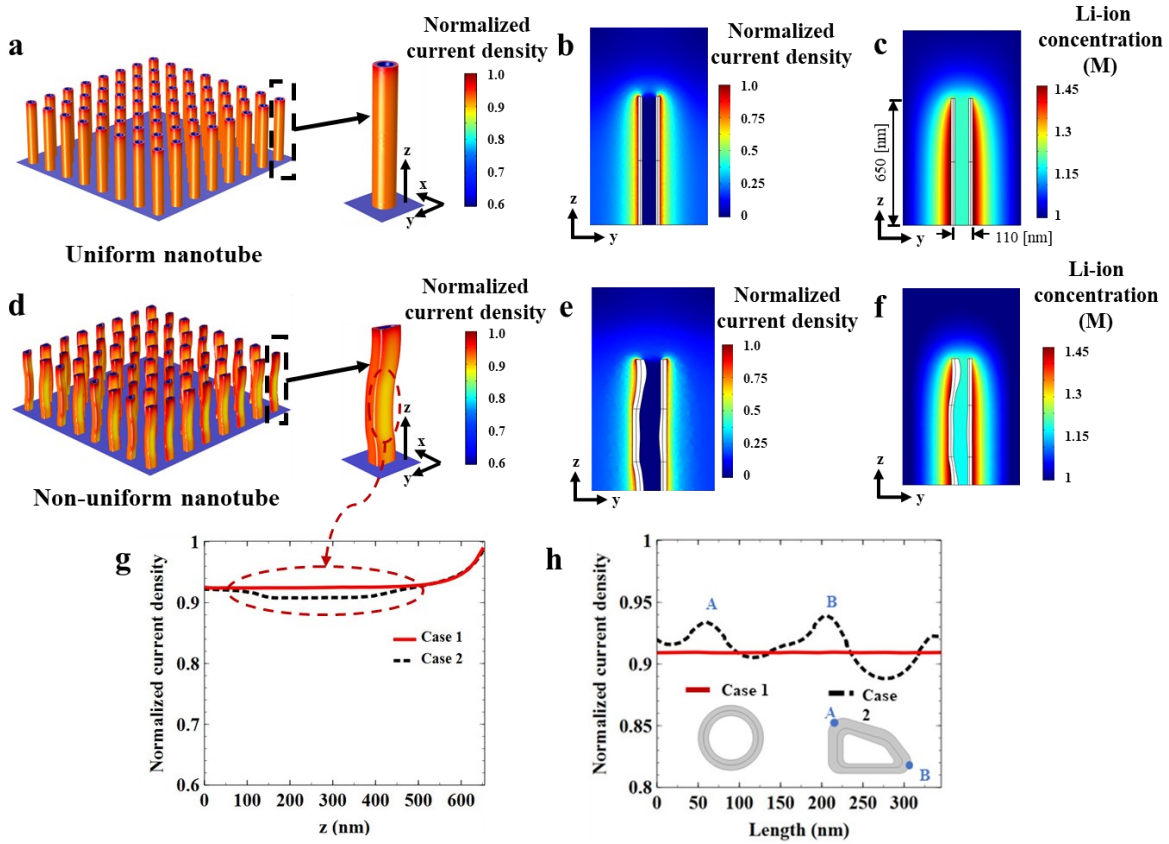 a
Normalized
current density
1.0
0.9
0.8
0.7
0.6
z
x
y
Uniform nanotube
b
Normalized
current density
1.0
0.75
0.5
0.25
0
z
y
c
Li-ion
concentration
(M)
1.45
1.3
1.15
1
650 [nm]
z
y
110 [nm]
d
Normalized
current density
1.0
0.9
0.8
0.7
0.6
z
x
y
Non-uniform nanotube
e
Normalized
current density
1.0
0.75
0.5
0.25
0
z
y
f
Li-ion
concentration
(M)
1.45
1.3
1.15
1
z
y
g
Normalized current density
1
0.9
0.8
0.7
0.6
Case 1
Case 2
0 100 200 300 400 500 600
z (nm)
h
Normalized current density
1
0.95
0.9
0.85
0.8
A
B
Case 1
Case
2
A
B
0 50 100 150 200 250 300
Length (nm)